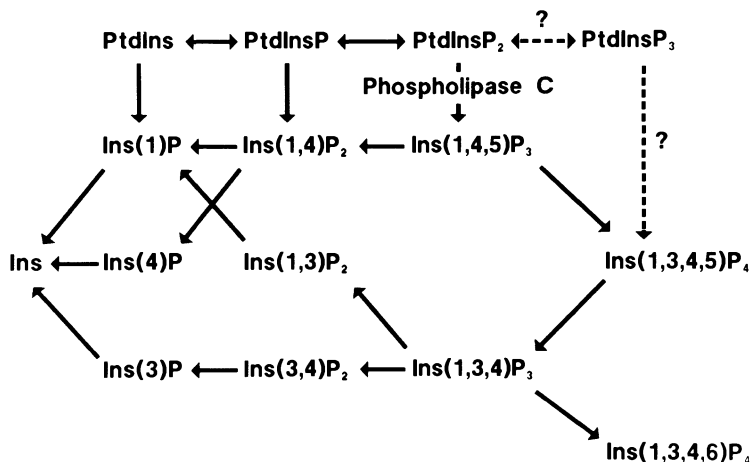 ?
PtdIns PtdInsP PtdInsP₂ PtdInsP₃
Phospholipase C
?
Ins(1)P Ins(1,4)P₂ Ins(1,4,5)P₃
Ins Ins(4)P Ins(1,3)P₂ Ins(1,3,4,5)P₄
Ins(3)P Ins(3,4)P₂ Ins(1,3,4)P₃
Ins(1,3,4,6)P₄